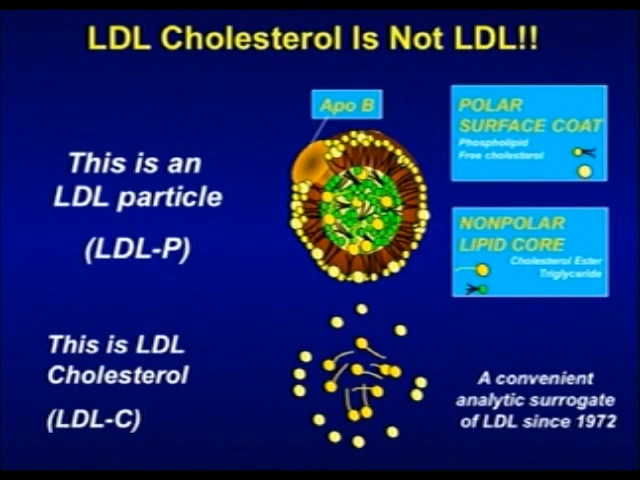 LDL Cholesterol Is Not LDL!!
Apo B
POLAR
SURFACE COAT
Phospholipid
Free cholesterol
This is an
LDL particle
(LDL-P)
NONPOLAR
LIPID CORE
Cholesterol Ester
Triglyceride
This is LDL
Cholesterol
(LDL-C)
A convenient
analytic surrogate
of LDL since 1972